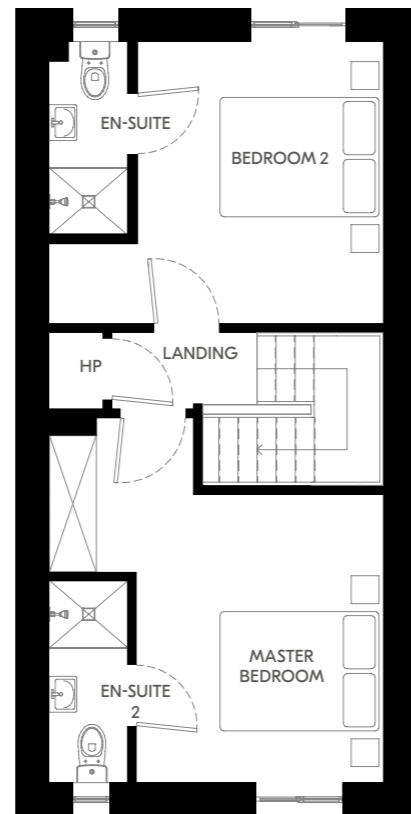 EN-SUITE
BEDROOM 2
HP
LANDING
MASTER
BEDROOM
EN-SUITE
2